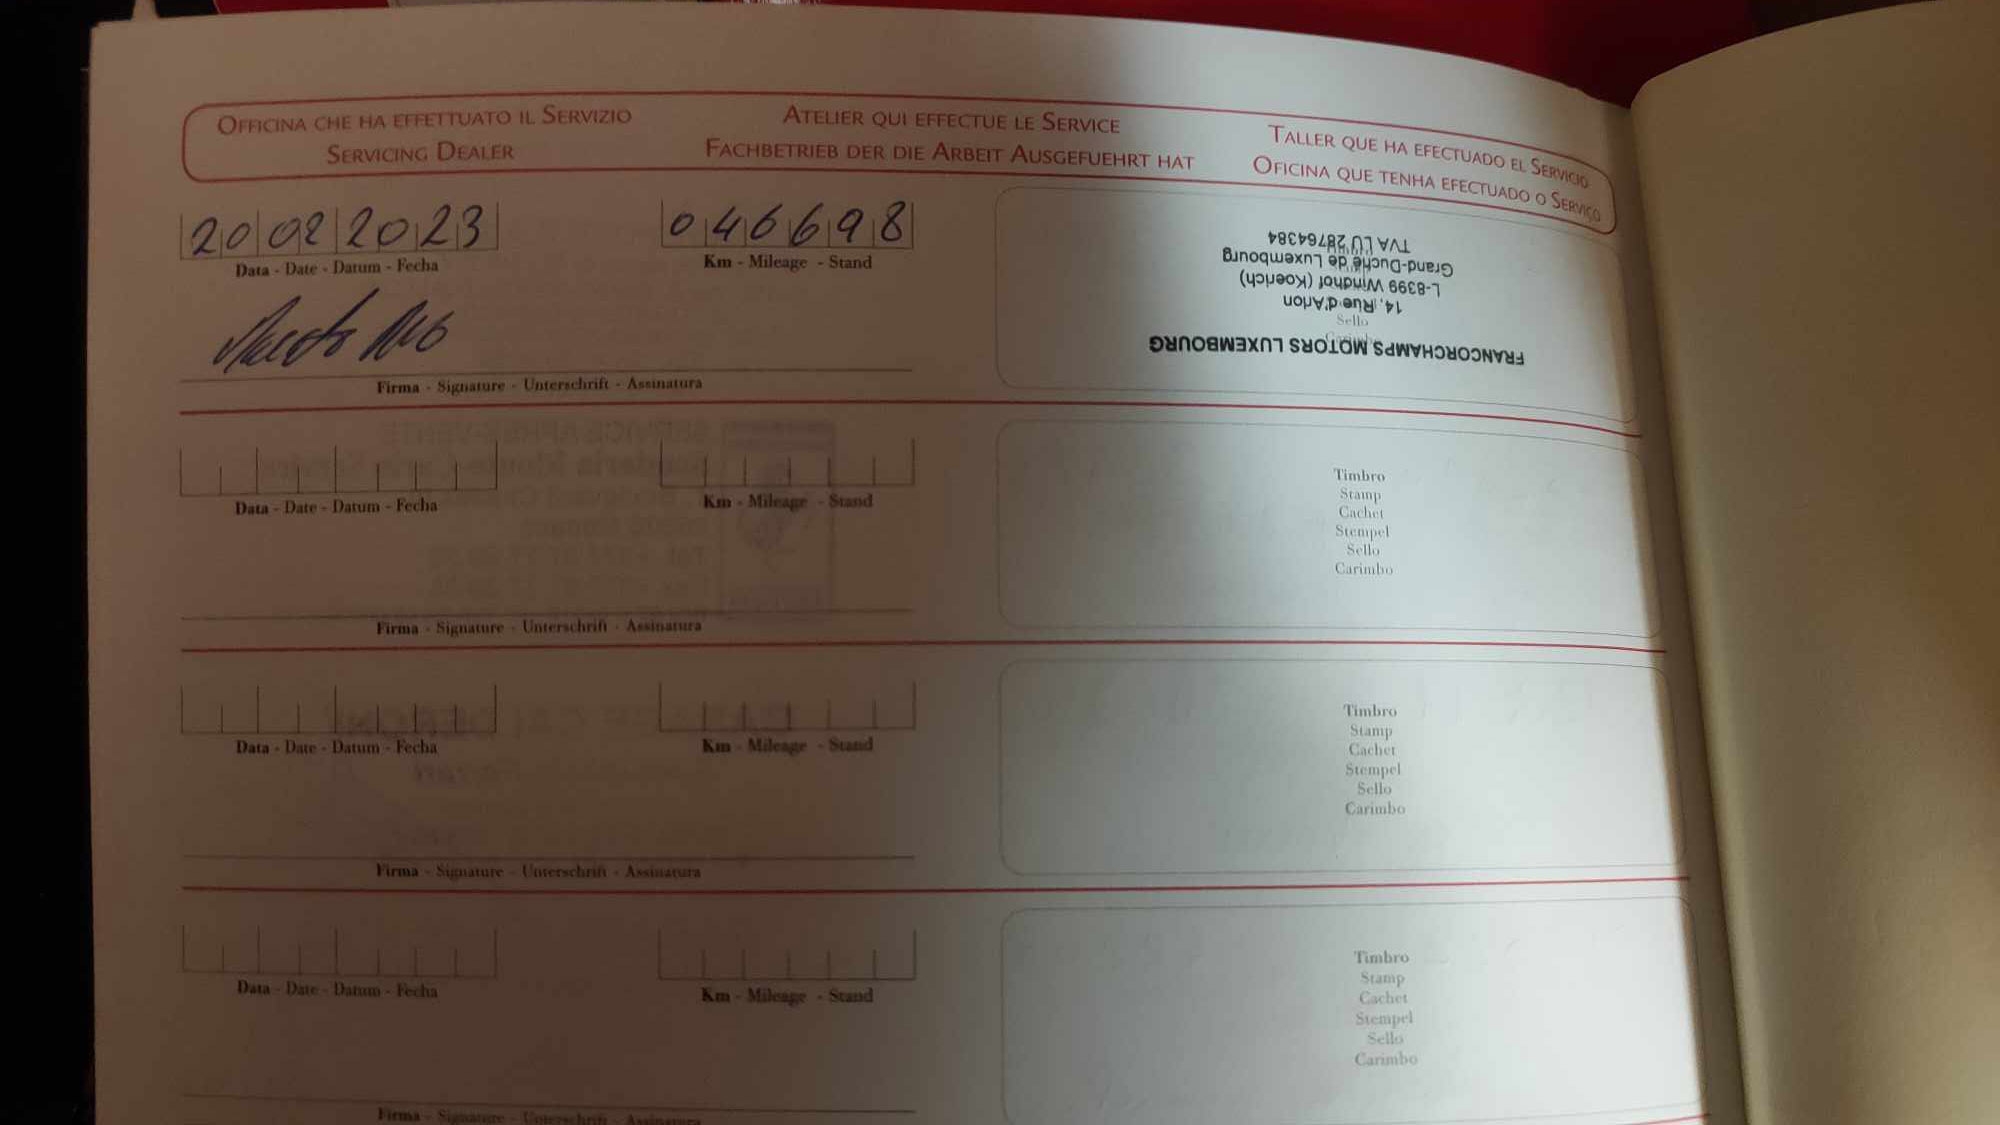 OFFICINA CHE HA EFFETTUATO IL SERVIZIO
SERVICING DEALER
ATELIER QUI EFFECTUE LE SERVICE
FACHBETRIEB DER DIE ARBEIT AUSGEFUEHRT HAT
TALLER QUE HA EFECTUADO EL SERVICIO
OFICINA QUE TENHA EFECTUADO O SERVIÇO
20 02 2023
Data - Date - Datum - Fecha
046698
Km - Mileage - Stand
Firma - Signature - Unterschrift - Assinatura
FRANCORCHAMPS MOTORS LUXEMBOURG
Sello
14, Rue d'Arlon
L-8399 Windhof (Koerich)
Grand-Duché de Luxembourg
TVA LU 28764384
Data - Date - Datum - Fecha
Km - Mileage - Stand
Firma - Signature - Unterschrift - Assinatura
Timbro
Stamp
Cachet
Stempel
Sello
Carimbo
Data - Date - Datum - Fecha
Km - Mileage - Stand
Firma - Signature - Unterschrift - Assinatura
Timbro
Stamp
Cachet
Stempel
Sello
Carimbo
Data - Date - Datum - Fecha
Km - Mileage - Stand
Firma - Signature - Unterschrift - Assinatura
Timbro
Stamp
Cachet
Stempel
Sello
Carimbo